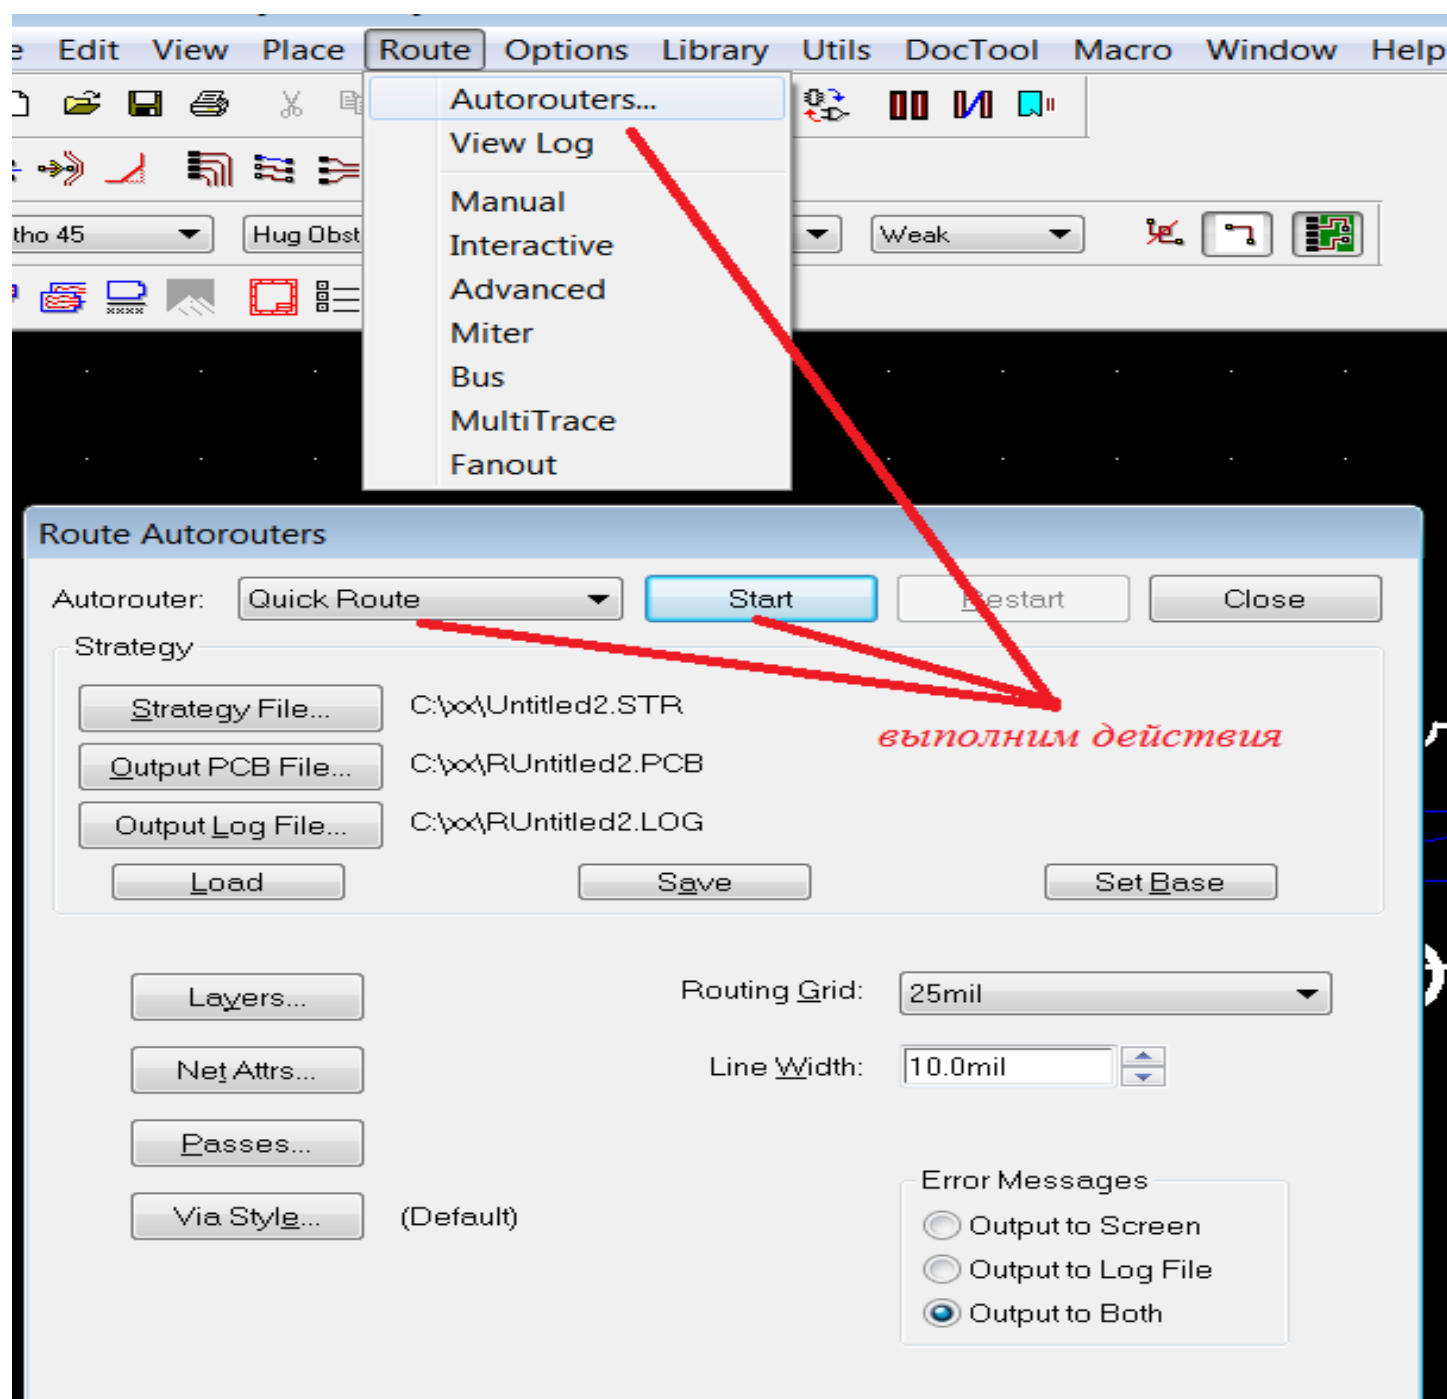 Edit View Place Route Options Library Utils DocTool Macro Window Help
Autorouters...
View Log
Manual
Interactive
Advanced
Miter
Bus
MultiTrace
Fanout
tho 45 Hug Obst Weak
Route Autorouters
Autorouter: Quick Route Start Restart Close
Strategy
Strategy File... C:\xx\Untitled2.STR
выполним действия
Output PCB File... C:\xx\RUntitled2.PCB
Output Log File... C:\xx\RUntitled2.LOG
Load Save Set Base
Layers... Routing Grid: 25mil
Net Attrs... Line Width: 10.0mil
Passes...
Via Style... (Default)
Error Messages
Output to Screen
Output to Log File
Output to Both